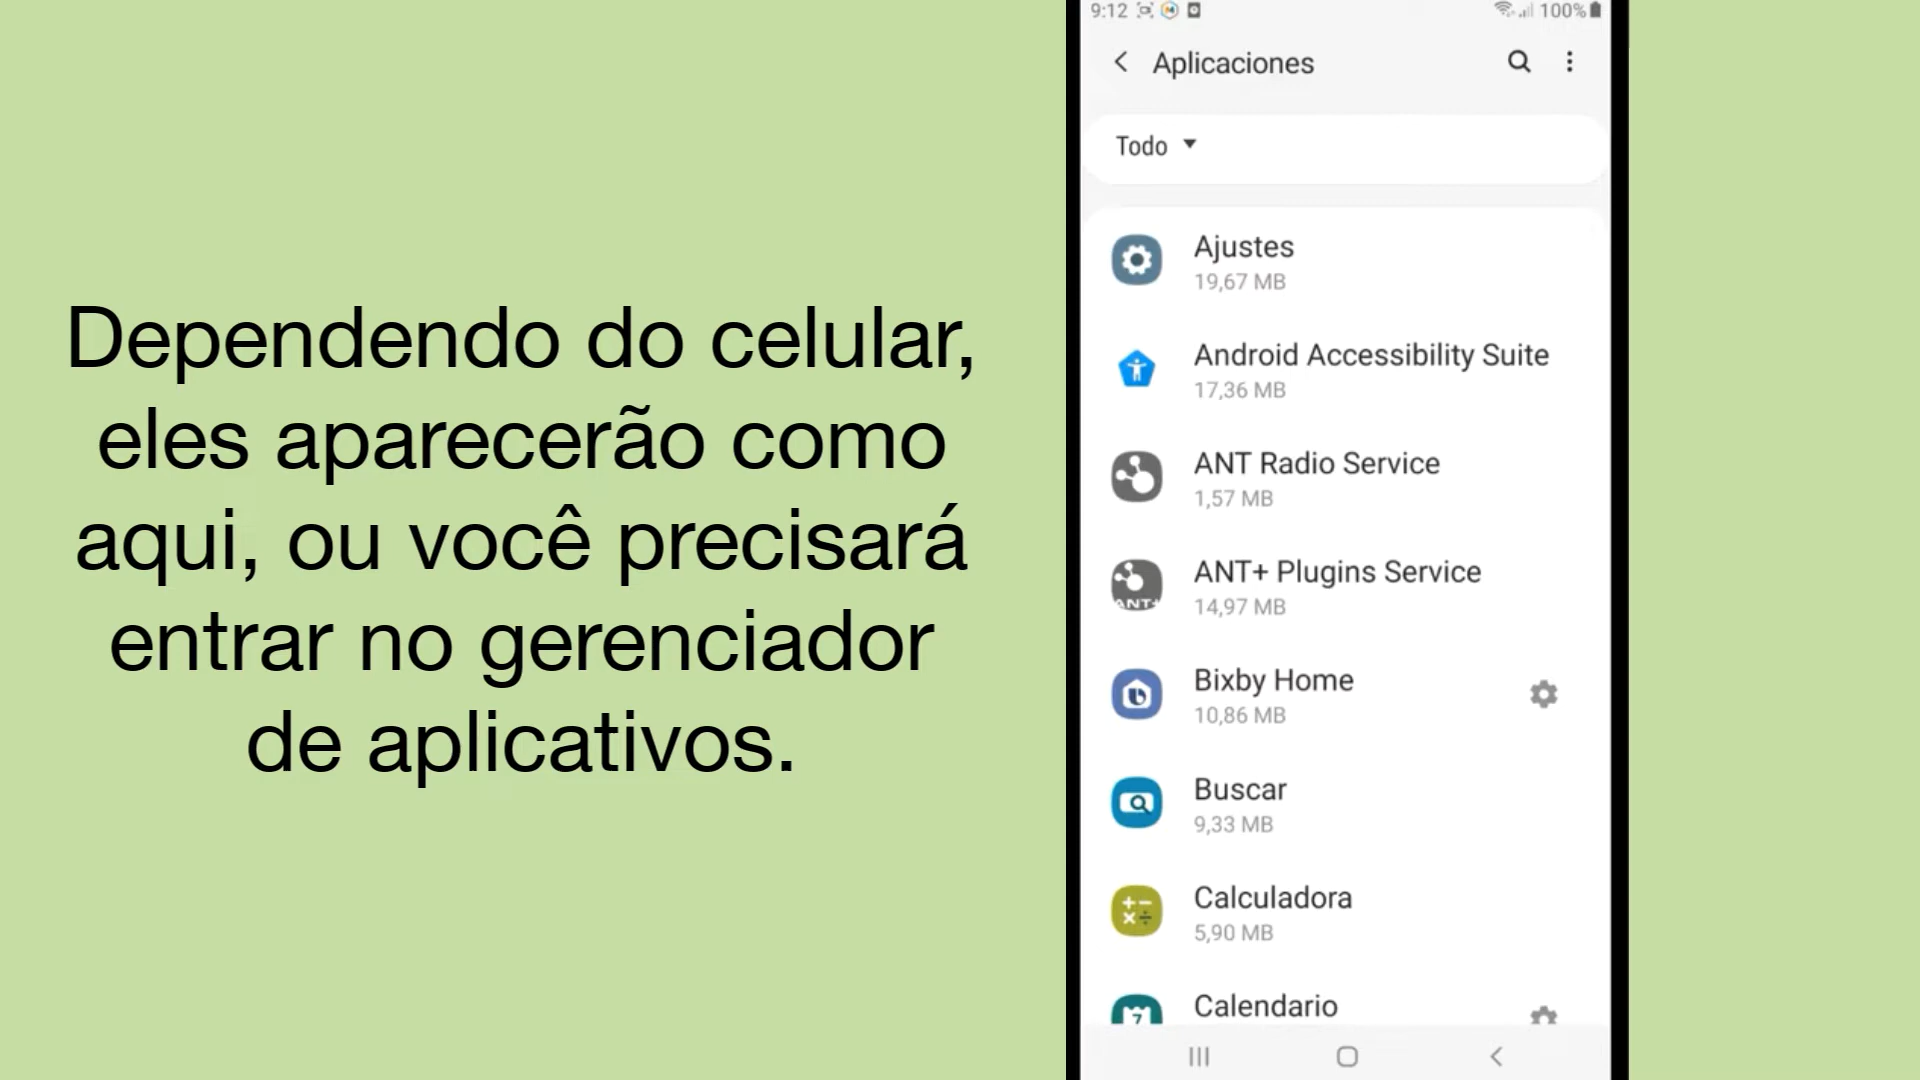 Dependendo do celular,
eles aparecerão como
aqui, ou você precisará
entrar no gerenciador
de aplicativos.
9:12
100%
Aplicaciones
Todo
Ajustes
19,67 MB
Android Accessibility Suite
17,36 MB
ANT Radio Service
1,57 MB
ANT+ Plugins Service
14,97 MB
ANT+
Bixby Home
10,86 MB
Buscar
9,33 MB
Calculadora
5,90 MB
Calendario
7